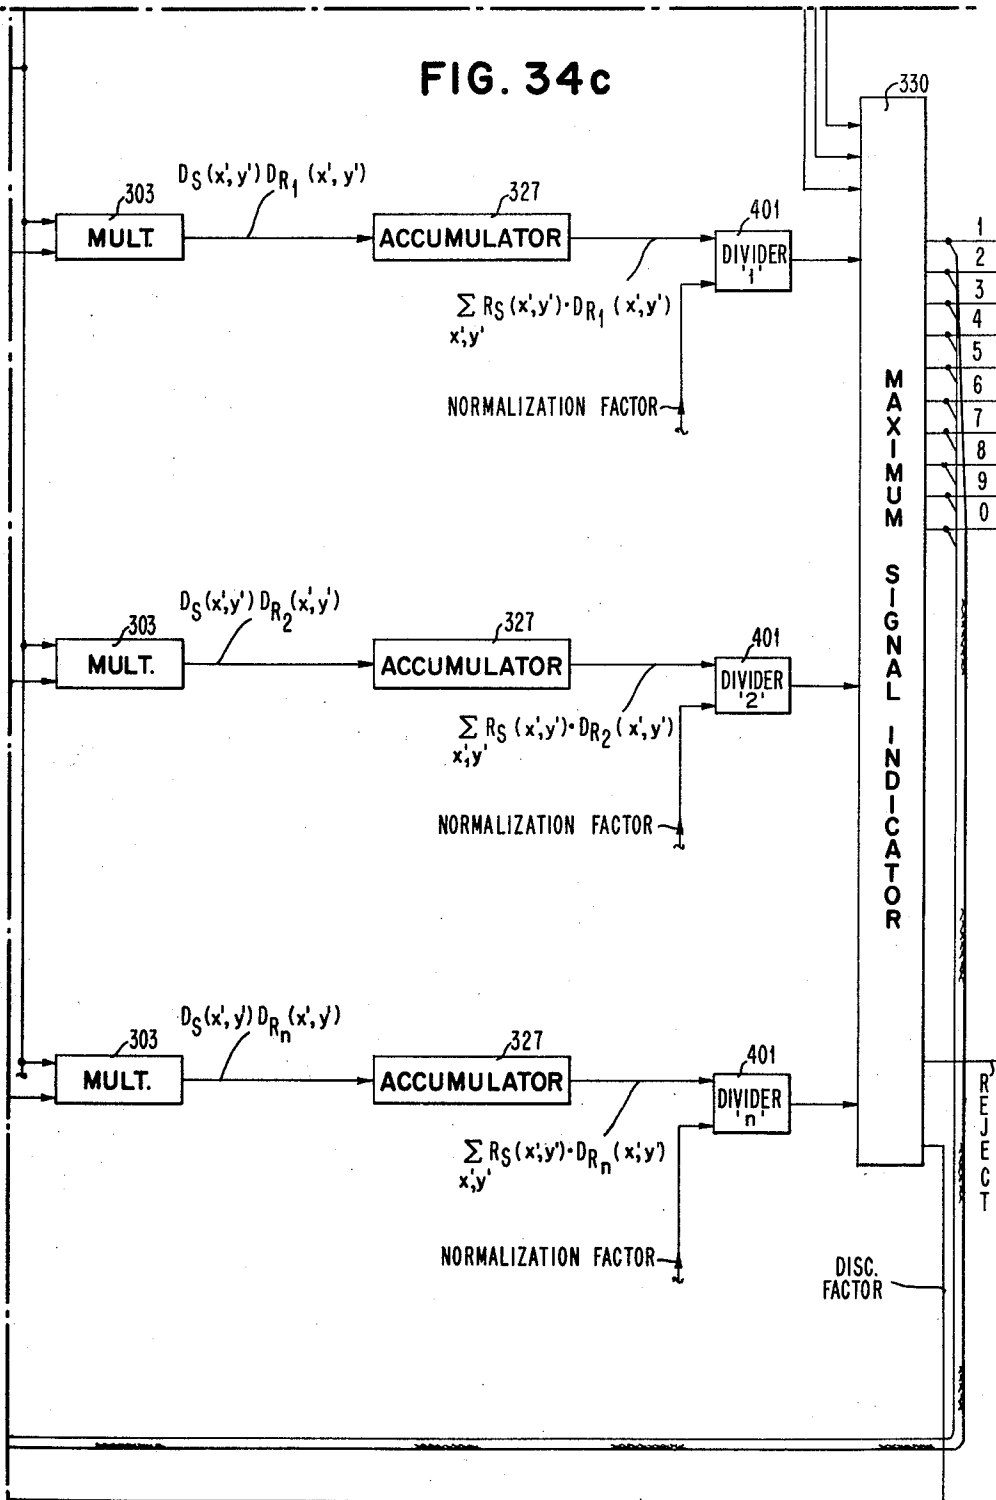 FIG. 34c
330
D_S(x',y')D_R1(x',y')
303
MULT.
327
ACCUMULATOR
401
DIVIDER
'1'
∑ R_S(x',y')·D_R1(x',y')
x',y'
NORMALIZATION FACTOR
1
2
3
4
5
6
7
8
9
0
MAXIMUM SIGNAL INDICATOR
D_S(x',y')D_R2(x',y')
303
MULT.
327
ACCUMULATOR
401
DIVIDER
'2'
∑ R_S(x',y')·D_R2(x',y')
x',y'
NORMALIZATION FACTOR
D_S(x',y')D_Rn(x',y')
303
MULT.
327
ACCUMULATOR
401
DIVIDER
'n'
∑ R_S(x',y')·D_Rn(x',y')
x',y'
NORMALIZATION FACTOR
REJECT
DISC.
FACTOR